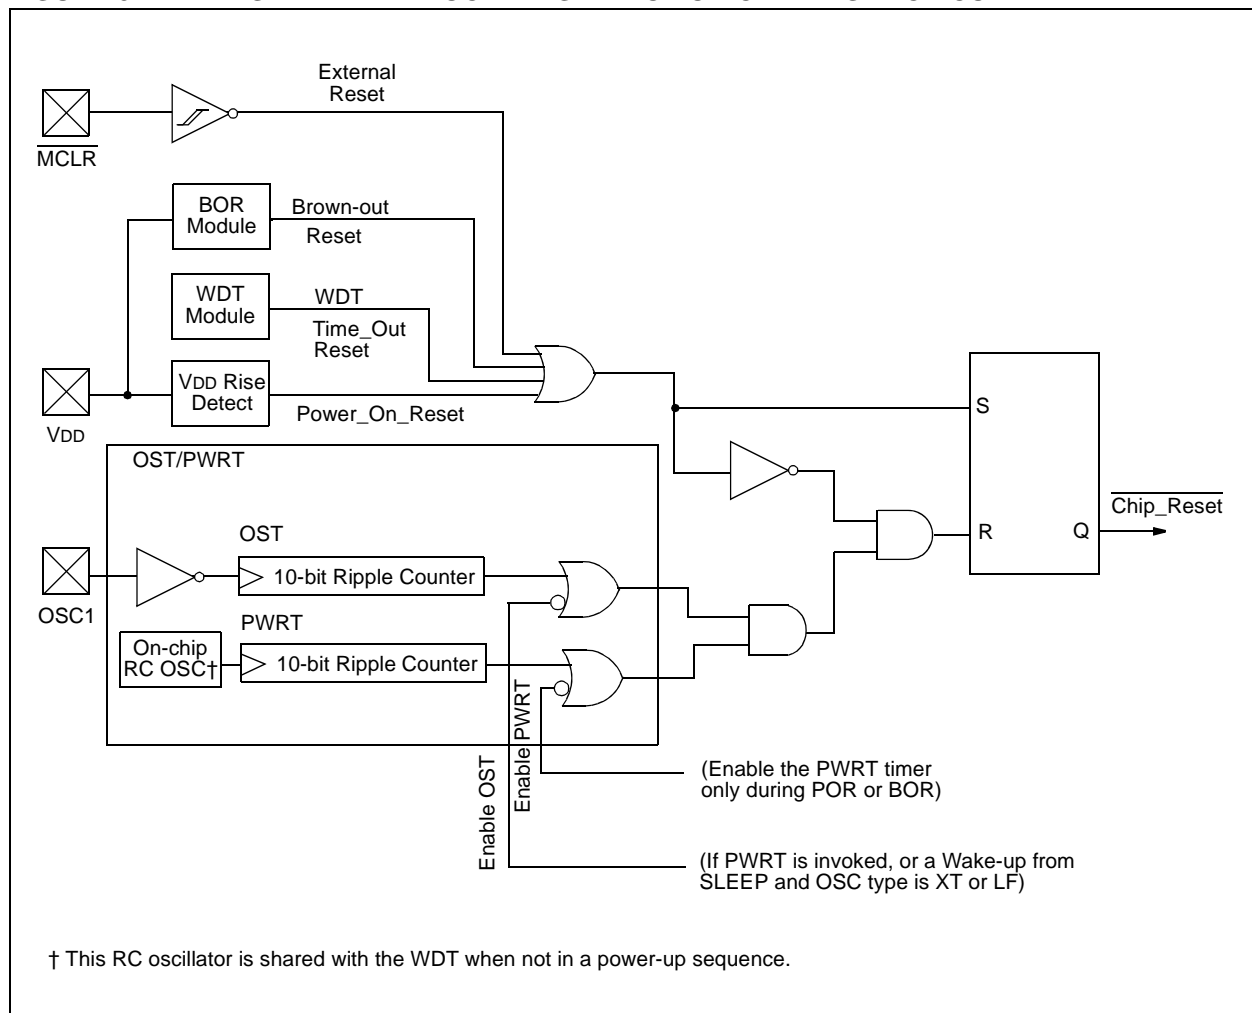 External
Reset
MCLR
BOR
Module
Brown-out
Reset
WDT
Module
WDT
Time_Out
Reset
VDD Rise
Detect
Power_On_Reset
VDD
OST/PWRT
S
R
Q
Chip_Reset
OST
10-bit Ripple Counter
OSC1
PWRT
On-chip
RC OSC†
10-bit Ripple Counter
Enable OST
Enable PWRT
(Enable the PWRT timer
only during POR or BOR)
(If PWRT is invoked, or a Wake-up from
SLEEP and OSC type is XT or LF)
† This RC oscillator is shared with the WDT when not in a power-up sequence.